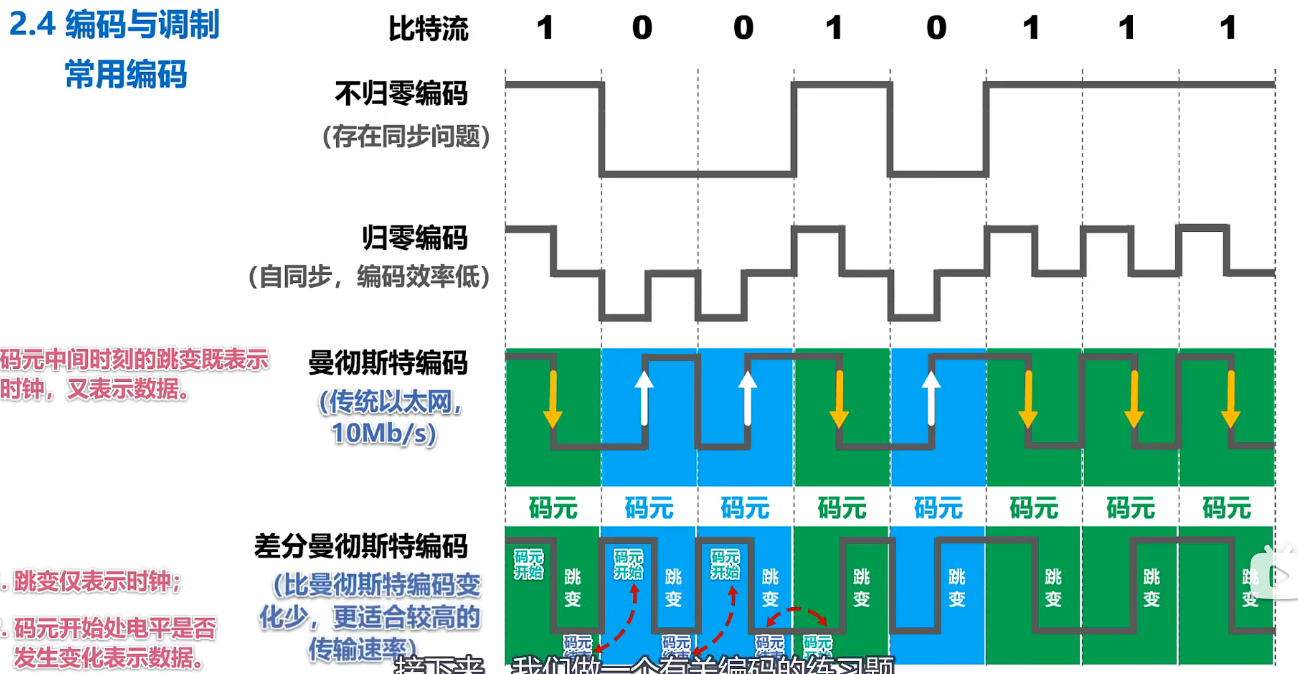 2.4 编码与调制
常用编码
比特流 1 0 0 1 0 1 1 1
不归零编码
(存在同步问题)
归零编码
(自同步，编码效率低)
码元中间时刻的跳变既表示
时钟，又表示数据。
曼彻斯特编码
(传统以太网，
10Mb/s)
码元 码元 码元 码元 码元 码元 码元 码元
差分曼彻斯特编码
(比曼彻斯特编码变
化少，更适合较高的
传输速率)
. 跳变仅表示时钟；
. 码元开始处电平是否
发生变化表示数据。
码元 码元 码元
开始 开始 开始
跳 跳 跳 跳 跳 跳 跳 跳
变 变 变 变 变 变 变 变
码元 码元 码元 码元
接下来 我们做一个有关编码的练习题